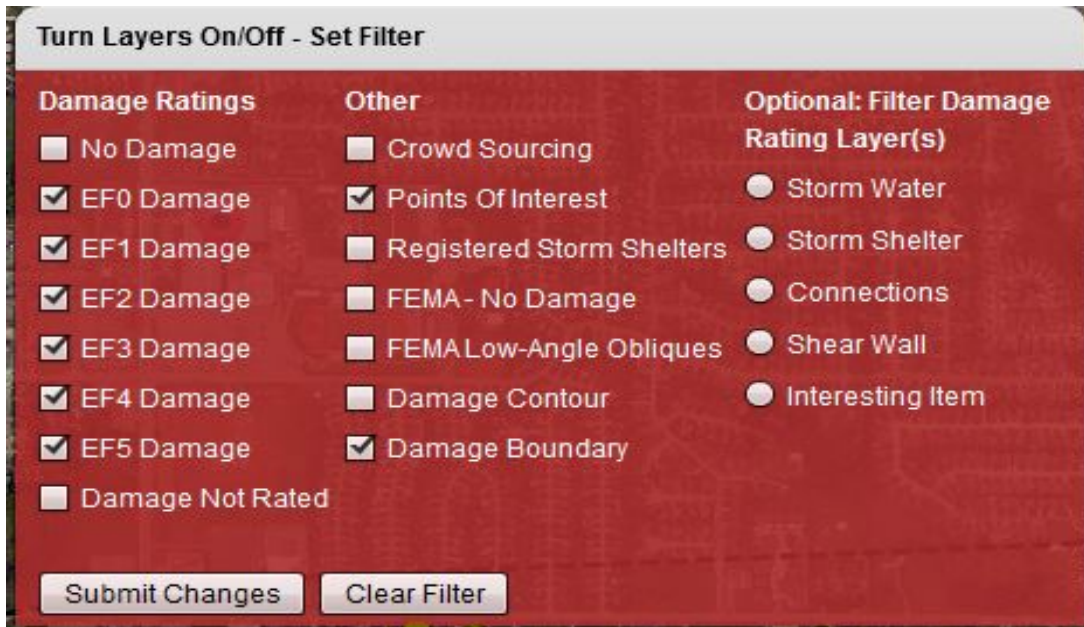 Turn Layers On/Off - Set Filter
Damage Ratings
No Damage
EF0 Damage
EF1 Damage
EF2 Damage
EF3 Damage
EF4 Damage
EF5 Damage
Damage Not Rated
Other
Crowd Sourcing
Points Of Interest
Registered Storm Shelters
FEMA - No Damage
FEMA Low-Angle Obliques
Damage Contour
Damage Boundary
Optional: Filter Damage
Rating Layer(s)
Storm Water
Storm Shelter
Connections
Shear Wall
Interesting Item
Submit Changes
Clear Filter